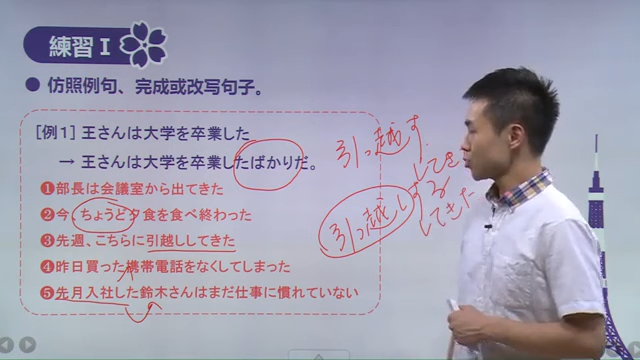 練習Ⅰ
● 仿照例句、完成或改写句子。
[例１] 王さんは大学を卒業した
→ 王さんは大学を卒業したばかりだ。
❶部長は会議室から出てきた
❷今、ちょうど夕食を食べ終わった
❸先週、こちらに引越ししてきた
❹昨日買った携帯電話をなくしてしまった
❺先月入社した鈴木さんはまだ仕事に慣れていない
引っ越す
引っ越しする
してき
してきた